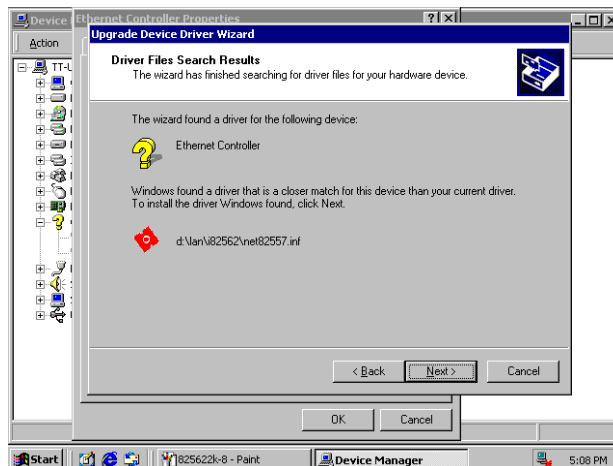 Device
Ethernet Controller Properties
Upgrade Device Driver Wizard
Action
Driver Files Search Results
The wizard has finished searching for driver files for your hardware device.
TT-U
The wizard found a driver for the following device:
Ethernet Controller
Windows found a driver that is a closer match for this device than your current driver.
To install the driver Windows found, click Next.
d:\lan\i82562\net82557.inf
< Back
Next >
Cancel
OK
Cancel
Start
825622k-8 - Paint
Device Manager
5:08 PM